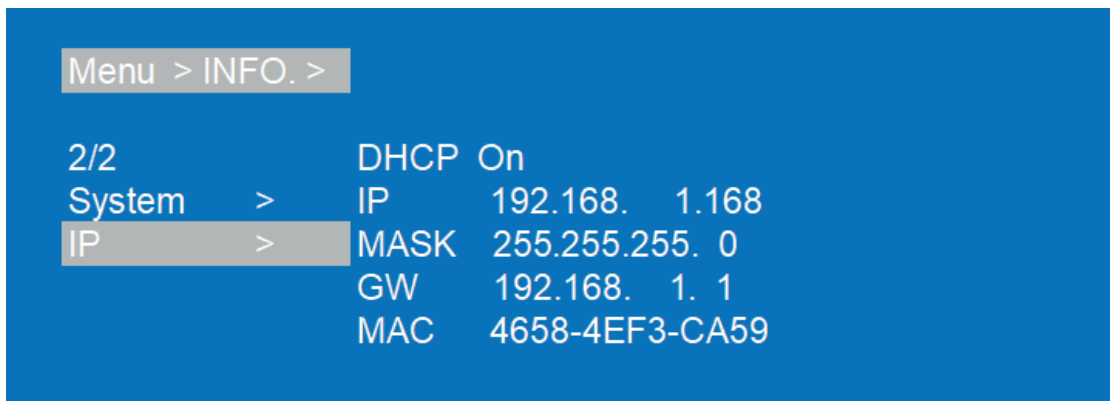 Menu > INFO. >
2/2 DHCP On
System > IP 192.168. 1.168
IP > MASK 255.255.255. 0
GW 192.168. 1. 1
MAC 4658-4EF3-CA59